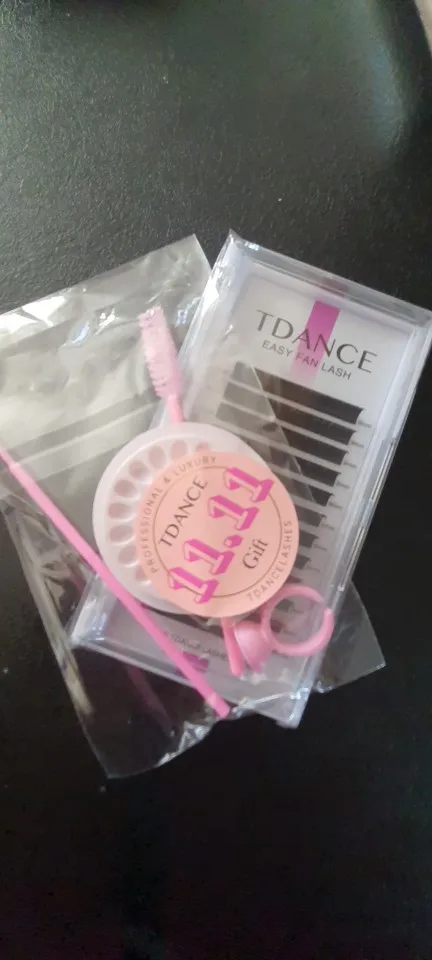 TDANCE
EASY FAN LASH
PROFESSIONAL & LUXURY
TDANCE
11.11
Gift
TDANCELASHES